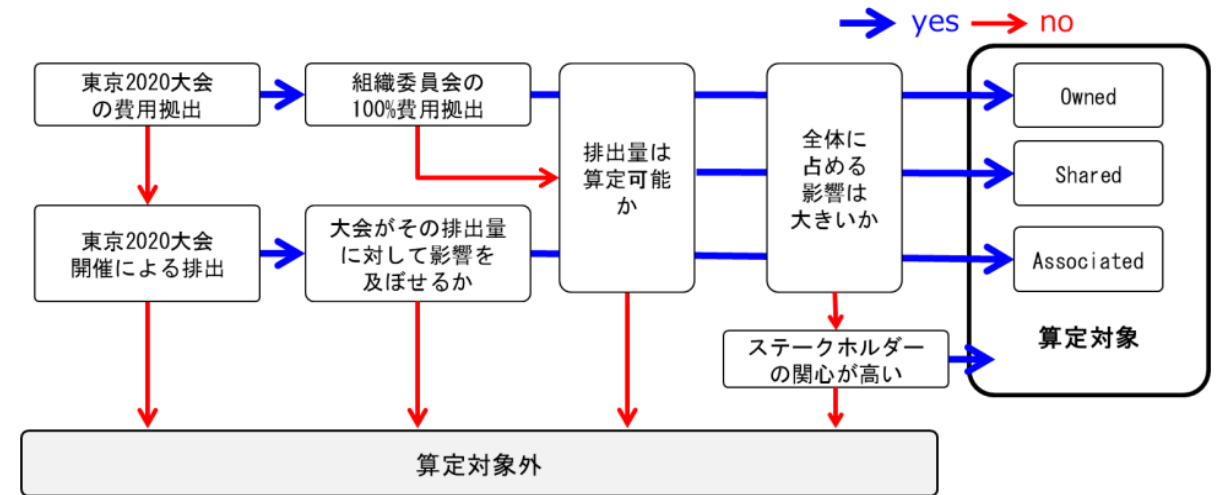 yes no
東京2020大会
の費用拠出
組織委員会の
100%費用拠出
排出量は
算定可能
か
全体に
占める
影響は
大きいか
Owned
Shared
Associated
算定対象
東京2020大会
開催による排出
大会がその排出量
に対して影響を
及ぼせるか
ステークホルダー
の関心が高い
算定対象外